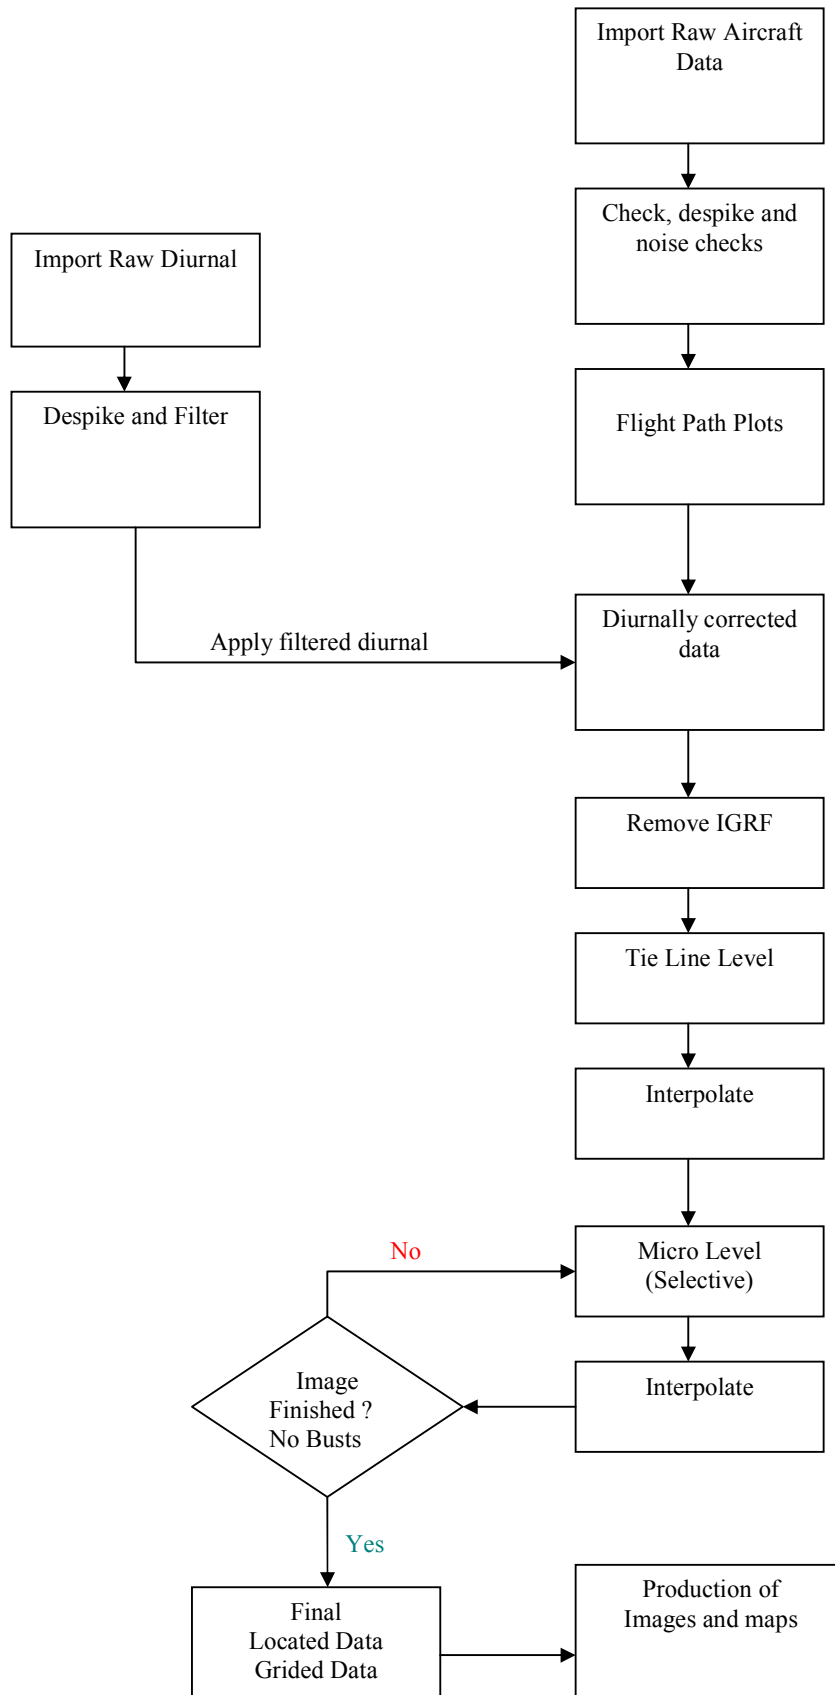 Import Raw Aircraft
Data
Check, despike and
noise checks
Import Raw Diurnal
Despike and Filter
Flight Path Plots
Apply filtered diurnal
Diurnally corrected
data
Remove IGRF
Tie Line Level
Interpolate
No
Micro Level
(Selective)
Image
Finished ?
No Busts
Interpolate
Yes
Final
Located Data
Grided Data
Production of
Images and maps